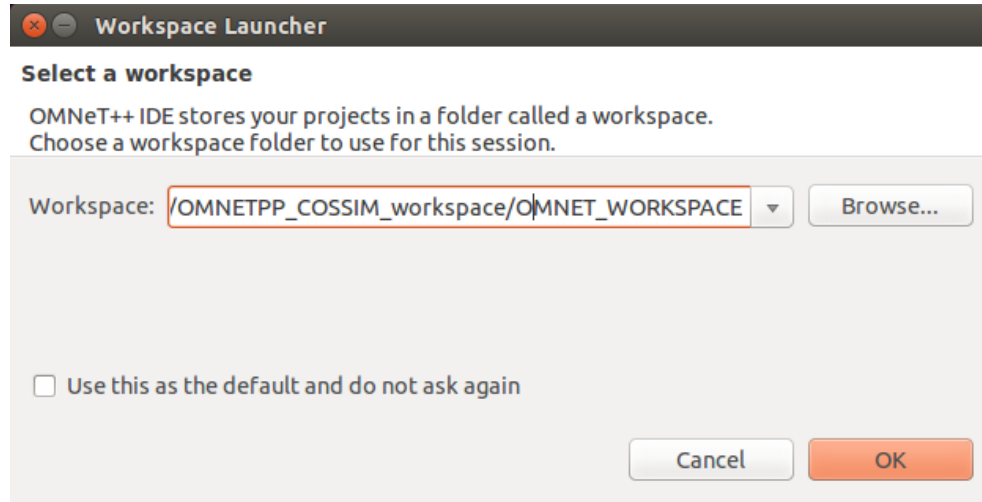 Workspace Launcher
Select a workspace
OMNeT++ IDE stores your projects in a folder called a workspace.
Choose a workspace folder to use for this session.
Workspace: /OMNETPP_COSSIM_workspace/OMNET_WORKSPACE Browse...
Use this as the default and do not ask again
Cancel OK